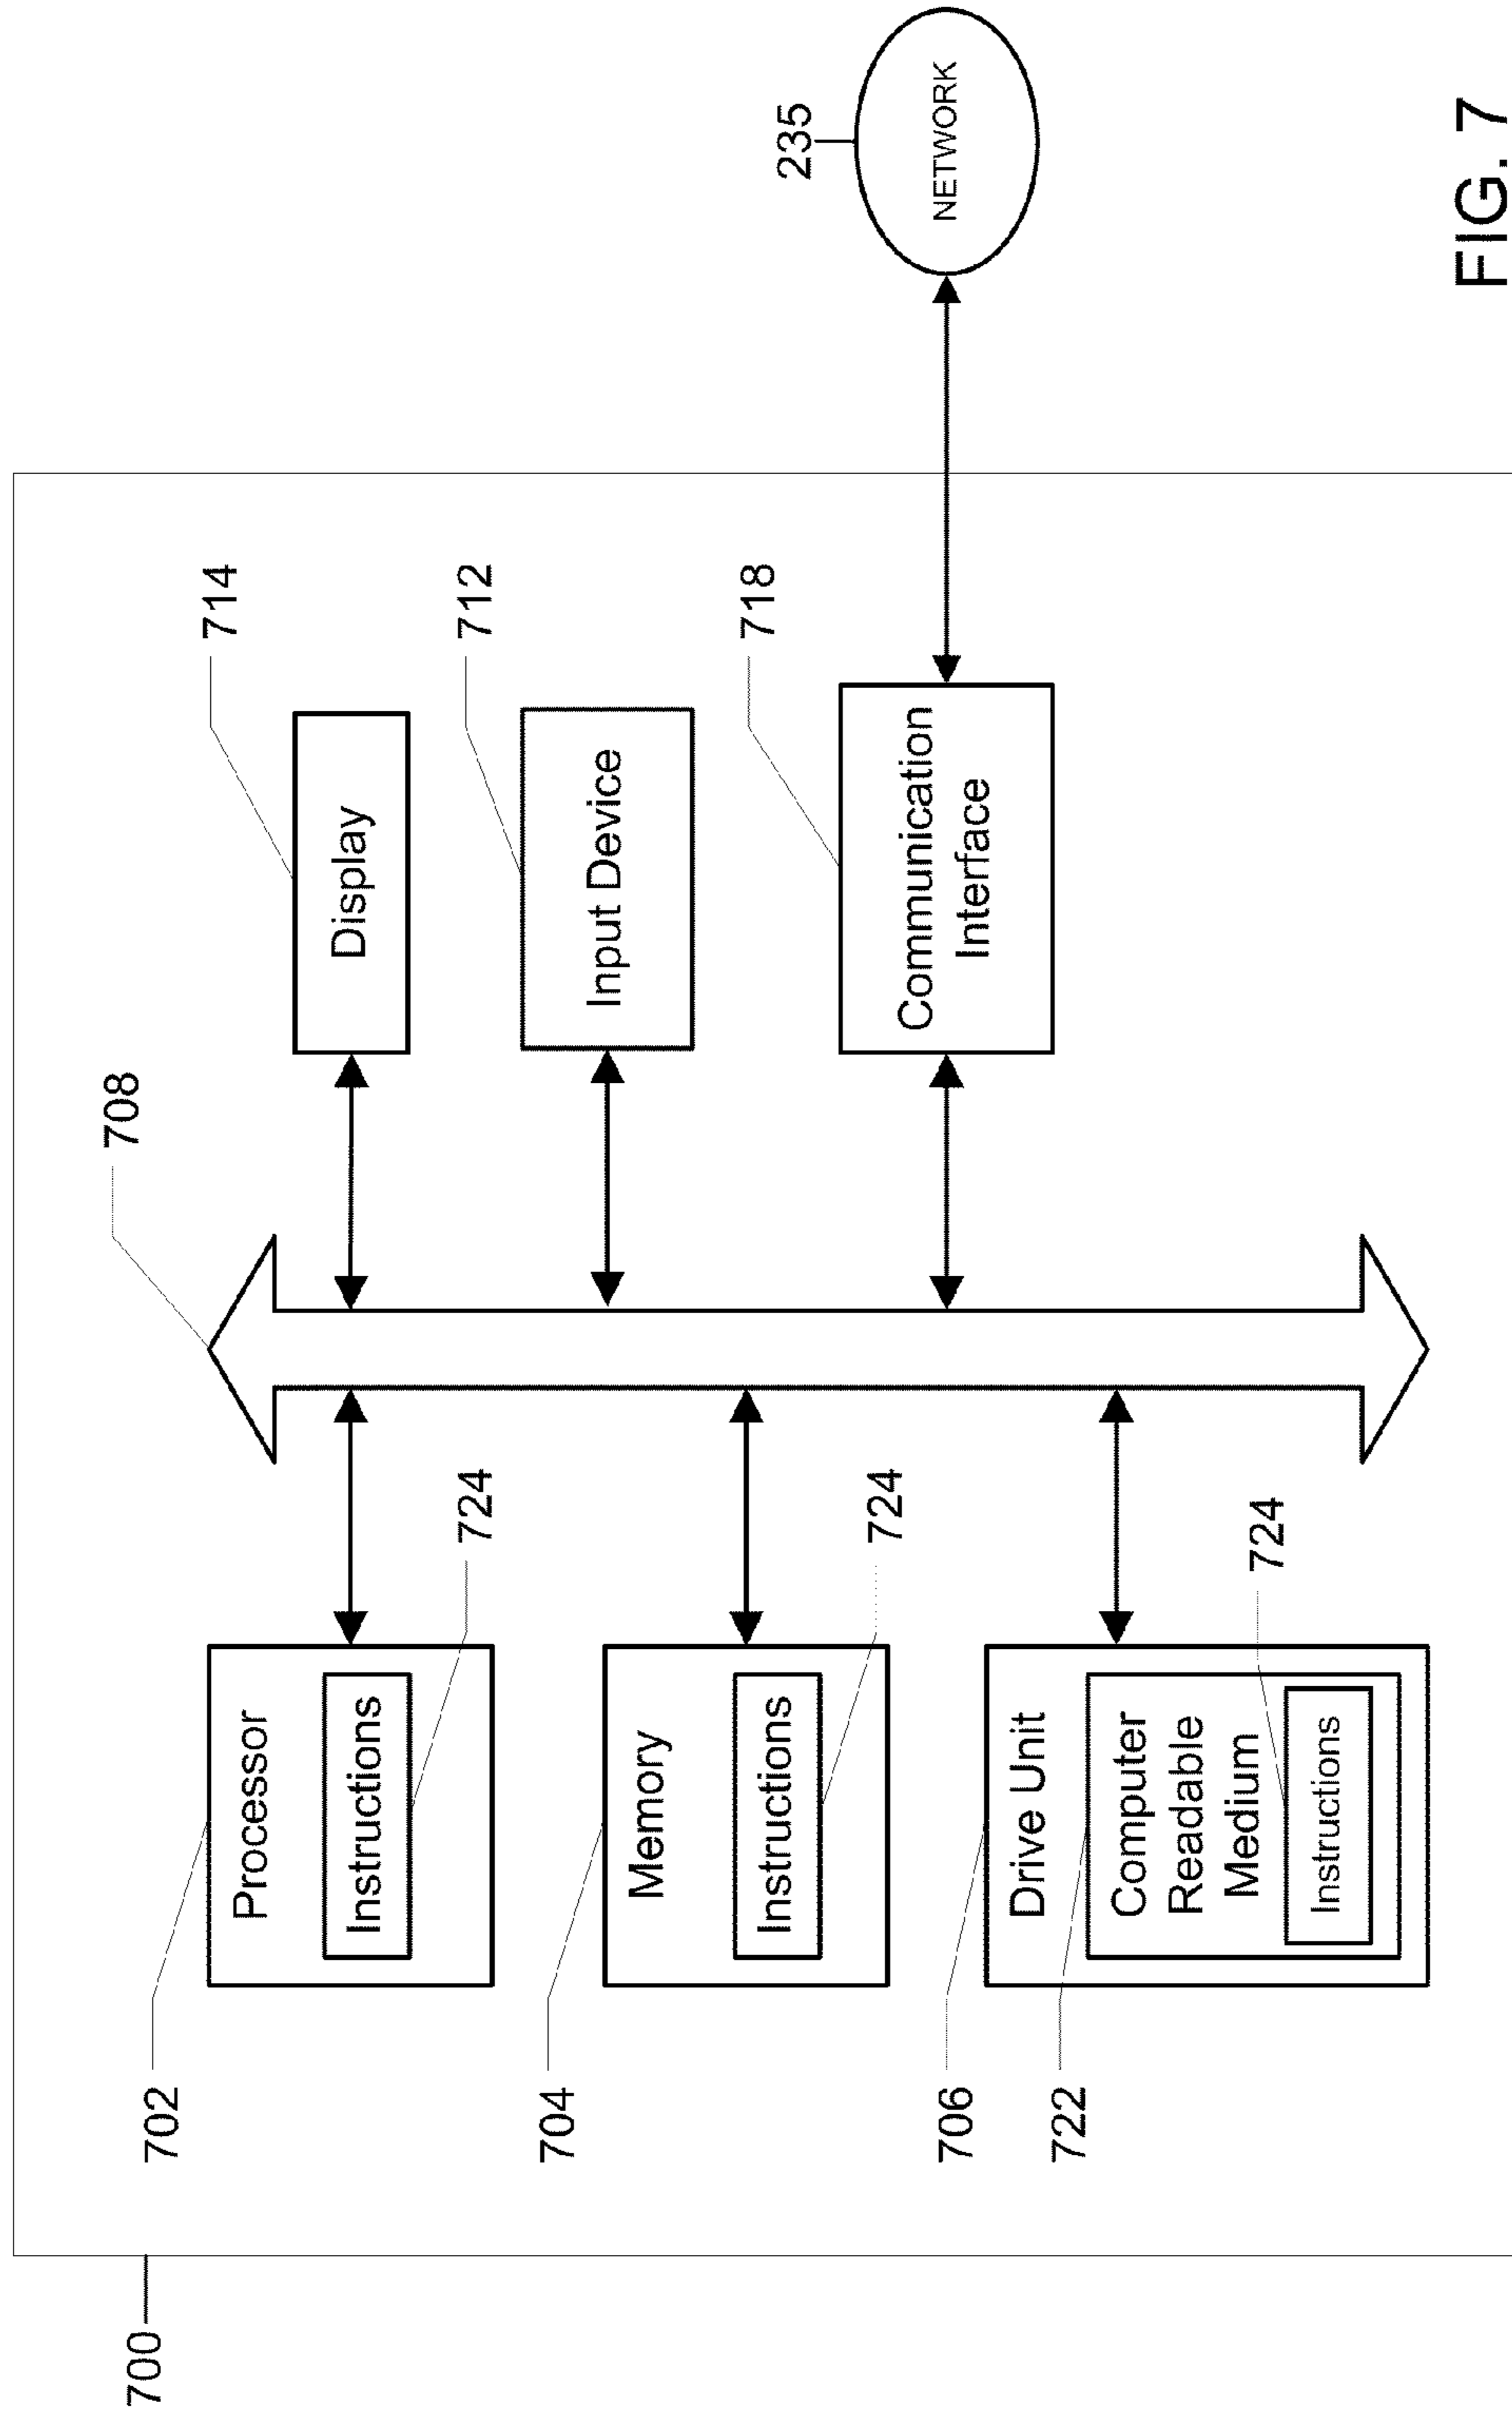 700
708
702
Processor
Instructions
724
714
Display
712
Input Device
704
Memory
Instructions
724
718
Communication
Interface
235
NETWORK
706
Drive Unit
722
Computer
Readable
Medium
Instructions
724
FIG. 7